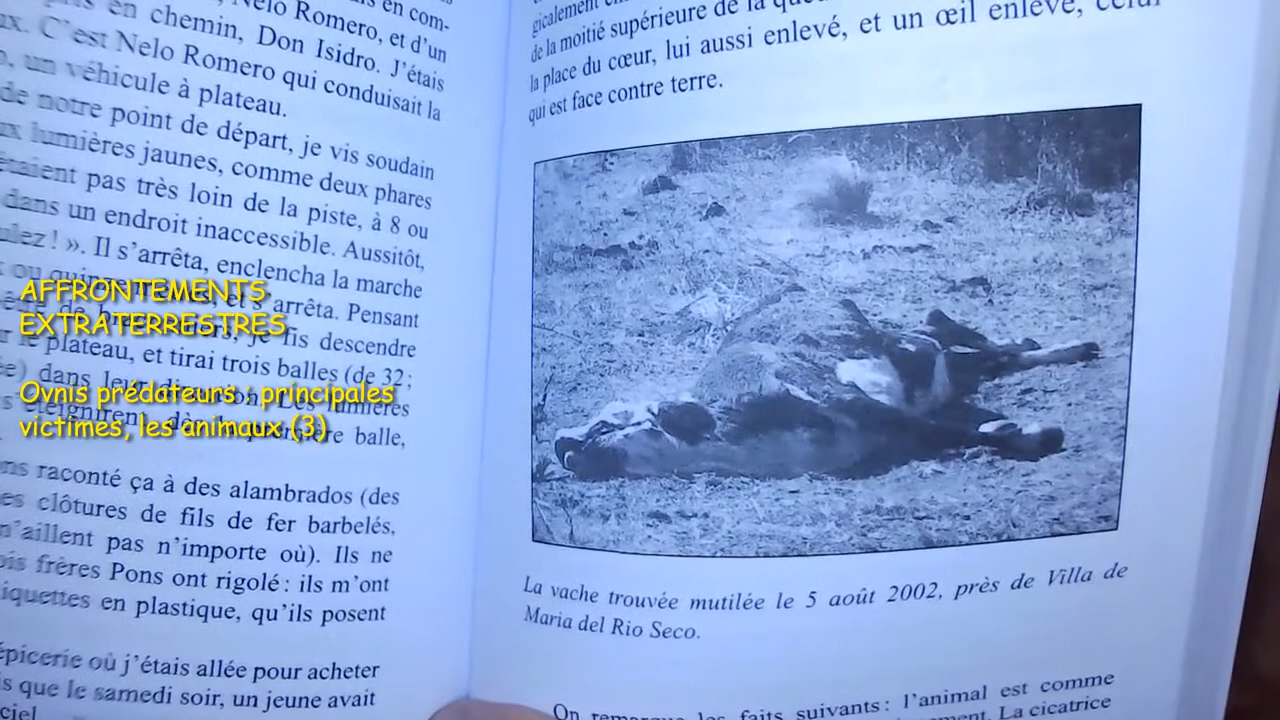 Nelo Romero, et d'un
en chemin, Don Isidro. J'étais
C'est Nelo Romero qui conduisait la
un véhicule à plateau.
de notre point de départ, je vis soudain
lumières jaunes, comme deux phares
pas très loin de la piste, à 8 ou
dans un endroit inaccessible. Aussitôt,
». Il s'arrêta, enclencha la marche
et s'arrêta. Pensant
je fis descendre
le plateau, et tirai trois balles (de 32 ;
dans
balle,
raconté ça à des alambrados (des
clôtures de fils de fer barbelés,
n'aillent pas n'importe où). Ils ne
frères Pons ont rigolé : ils m'ont
en plastique, qu'ils posent
épicerie où j'étais allée pour acheter
que le samedi soir, un jeune avait
ciel
AFFRONTEMENTS
EXTRATERRESTRES
Ovnis prédateurs : principales
victimes, les animaux (3)
de la moitié supérieure de la
la place du cœur, lui aussi enlevé, et un œil enlevé, celui
qui est face contre terre.
La vache trouvée mutilée le 5 août 2002, près de Villa de
Maria del Rio Seco.
On remarque les faits suivants : l'animal est comme
La cicatrice